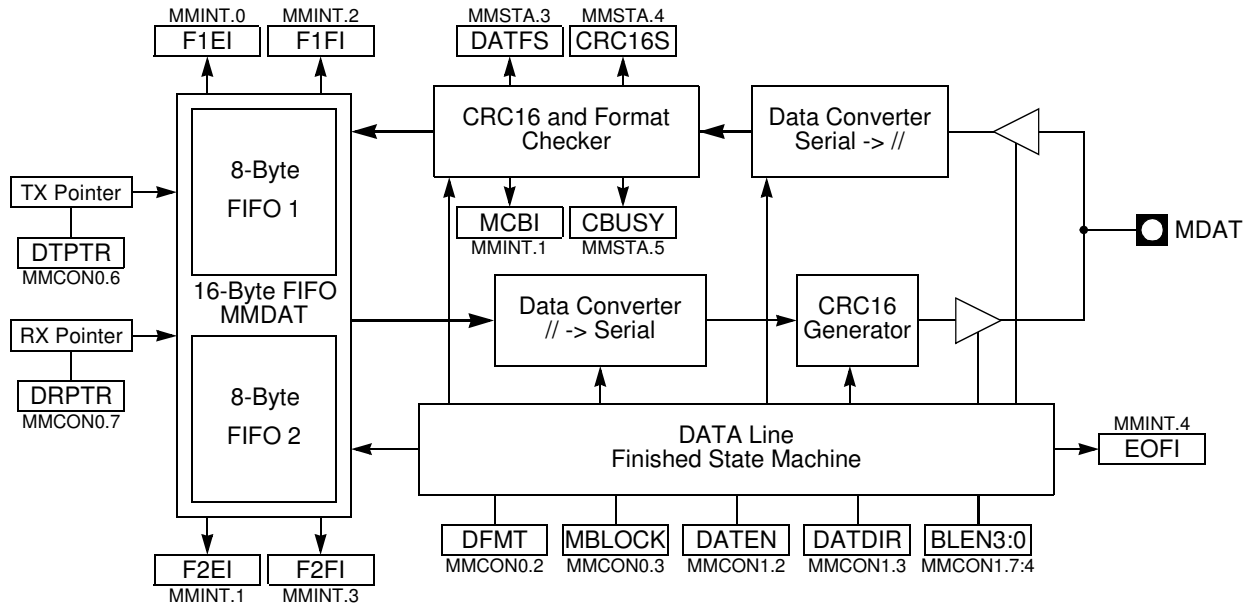 MMINT.0
F1EI
MMINT.2
F1FI
MMSTA.3
DATFS
MMSTA.4
CRC16S
8-Byte
FIFO 1
CRC16 and Format
Checker
Data Converter
Serial -> //
TX Pointer
DTPTR
MMCON0.6
MCBI
MMINT.1
CBUSY
MMSTA.5
MDAT
16-Byte FIFO
MMDAT
Data Converter
// -> Serial
CRC16
Generator
RX Pointer
DRPTR
MMCON0.7
8-Byte
FIFO 2
DATA Line
Finished State Machine
MMINT.4
EOFI
F2EI
MMINT.1
F2FI
MMINT.3
DFMT
MMCON0.2
MBLOCK
MMCON0.3
DATEN
MMCON1.2
DATDIR
MMCON1.3
BLEN3:0
MMCON1.7:4